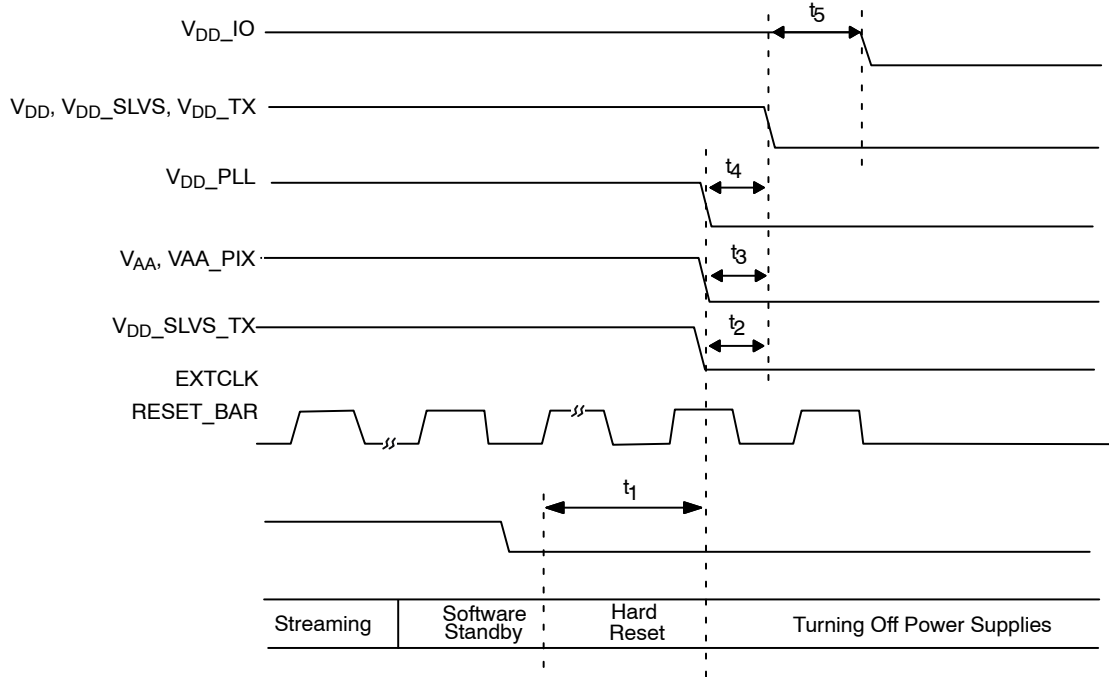 V_DD_IO
t5
V_DD, V_DD_SLVS, V_DD_TX
V_DD_PLL
t4
V_AA, VAA_PIX
t3
V_DD_SLVS_TX
t2
EXTCLK
RESET_BAR
t1
Streaming
Software
Standby
Hard
Reset
Turning Off Power Supplies